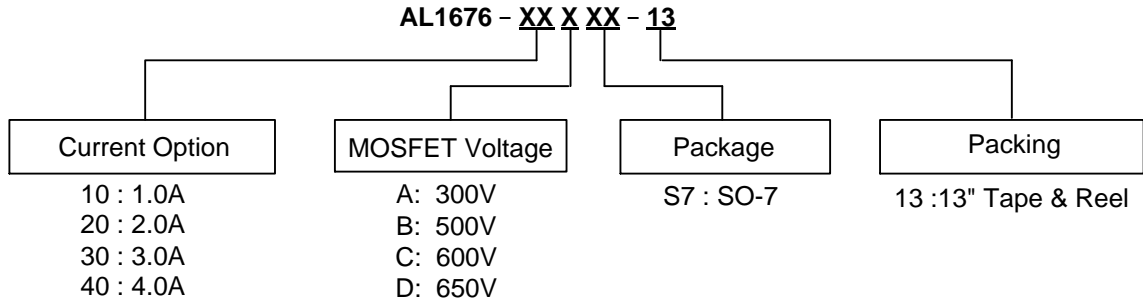 AL1676 – XX X XX – 13
Current Option
10 : 1.0A
20 : 2.0A
30 : 3.0A
40 : 4.0A
MOSFET Voltage
A: 300V
B: 500V
C: 600V
D: 650V
Package
S7 : SO-7
Packing
13 :13" Tape & Reel